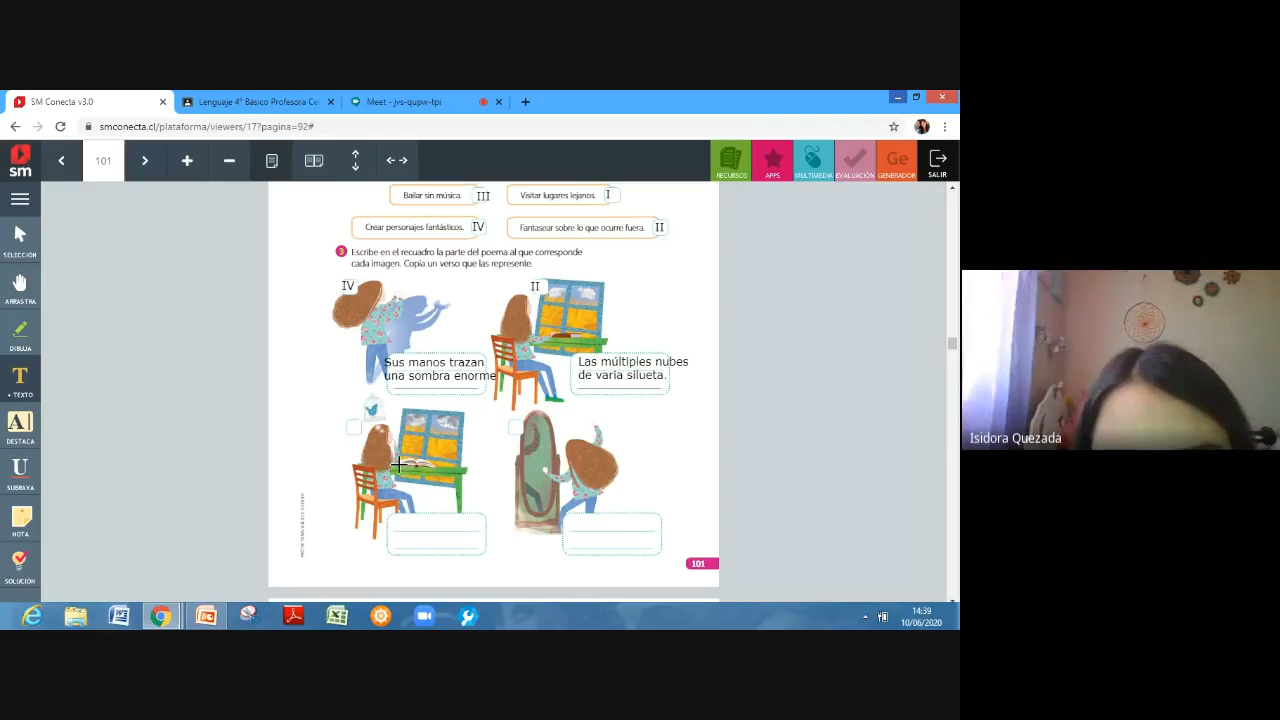 SM Conecta v3.0
Lenguaje 4° Básico Profesora Ce
Meet - jvs-qupw-tpi
smconecta.cl/plataforma/viewers/17?pagina=92#
sm
101
RECURSOS
APPS
MULTIMEDIA
EVALUACIÓN
Ge
GENERADOR
SALIR
SELECCIÓN
ARRASTRA
DIBUJA
T
+ TEXTO
A
DESTACA
U
SUBRAYA
NOTA
SOLUCIÓN
Bailar sin música. III
Visitar lugares lejanos. I
Crear personajes fantásticos. IV
Fantasear sobre lo que ocurre fuera. II
3 Escribe en el recuadro la parte del poema al que corresponde
cada imagen. Copia un verso que las represente.
IV
II
Sus manos trazan
una sombra enorme
Las múltiples nubes
de varia silueta.
101
Isidora Quezada
14:39
10/06/2020